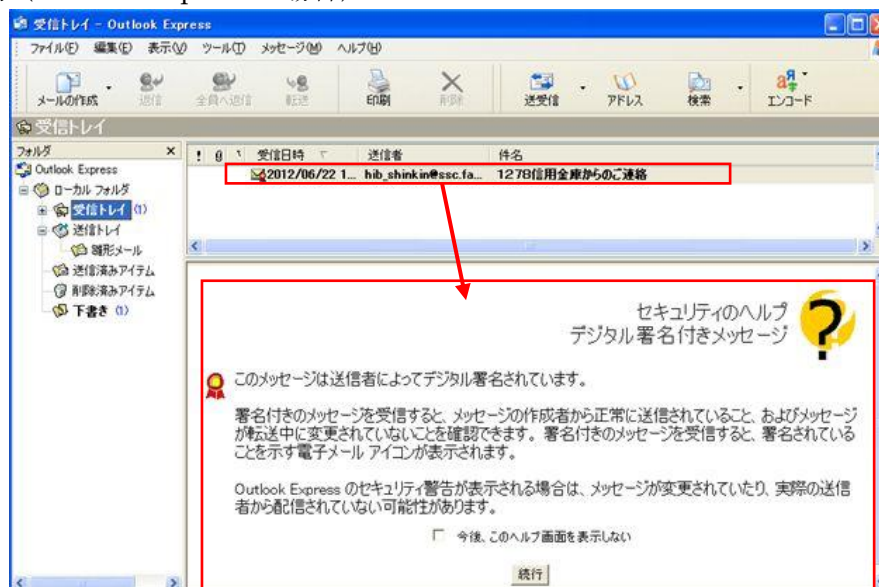 受信トレイ - Outlook Express
ファイル(F) 編集(E) 表示(V) ツール(T) メッセージ(M) ヘルプ(H)
メールの作成 返信 全員へ返信 転送 印刷 削除 送受信 アドレス 検索 エンコード
受信トレイ
フォルダ ×
! 受信日時 送信者 件名
2012/06/22 1... hib_shinkin@ssc.fa... 1278信用金庫からのご連絡
Outlook Express
ローカル フォルダ
受信トレイ (1)
送信トレイ
雛形メール
送信済みアイテム
削除済みアイテム
下書き (1)
セキュリティのヘルプ
デジタル署名付きメッセージ
このメッセージは送信者によってデジタル署名されています。
署名付きのメッセージを受信すると、メッセージの作成者から正常に送信されていること、およびメッセージ
が転送中に変更されていないことを確認できます。署名付きのメッセージを受信すると、署名されている
ことを示す電子メール アイコンが表示されます。
Outlook Express のセキュリティ警告が表示される場合は、メッセージが変更されていたり、実際の送信
者から配信されていない可能性があります。
今後、このヘルプ画面を表示しない
続行